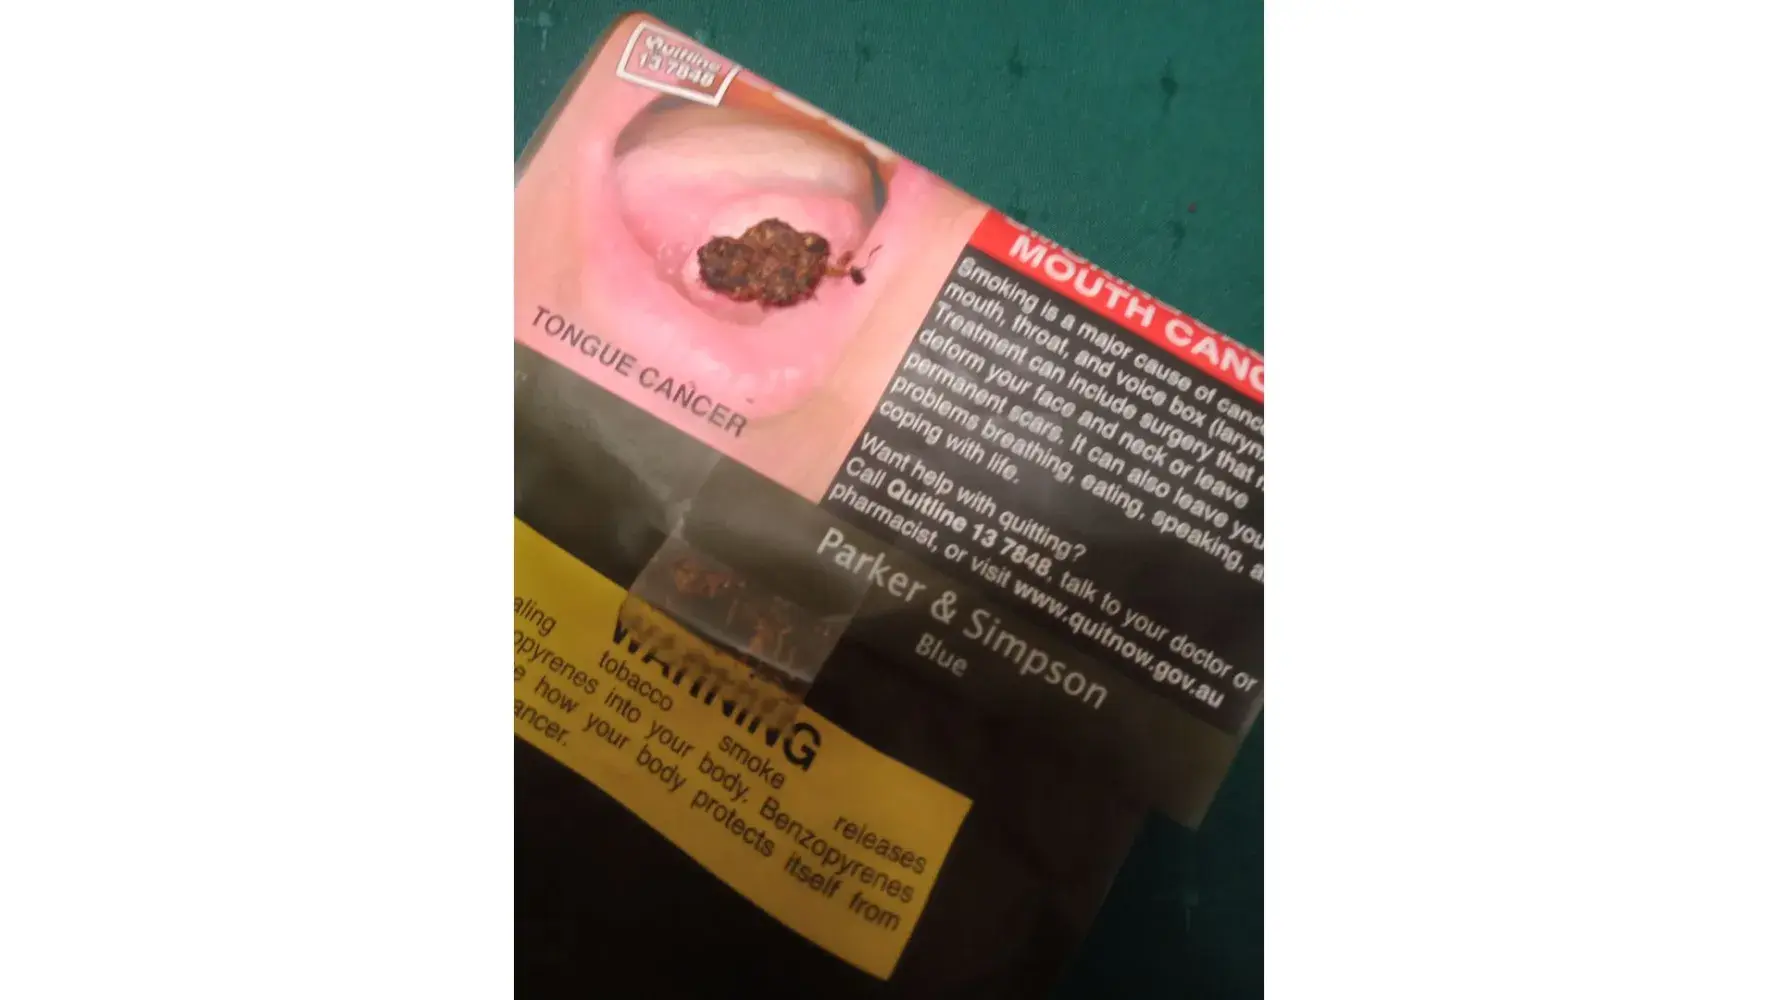 Quitline
13 7848
MOUTH CANC
TONGUE CANCER
Smoking is a major cause of cance
mouth, throat, and voice box (laryn
Treatment can include surgery that
deform your face and neck or leave
permanent scars. It can also leave you
problems breathing, eating, speaking, a
coping with life.
Want help with quitting?
Call Quitline 13 7848, talk to your doctor or
pharmacist, or visit www.quitnow.gov.au
Parker & Simpson
Blue
WARNING
aling tobacco smoke releases
opyrenes into your body. Benzopyrenes
e how your body protects itself from
ancer.